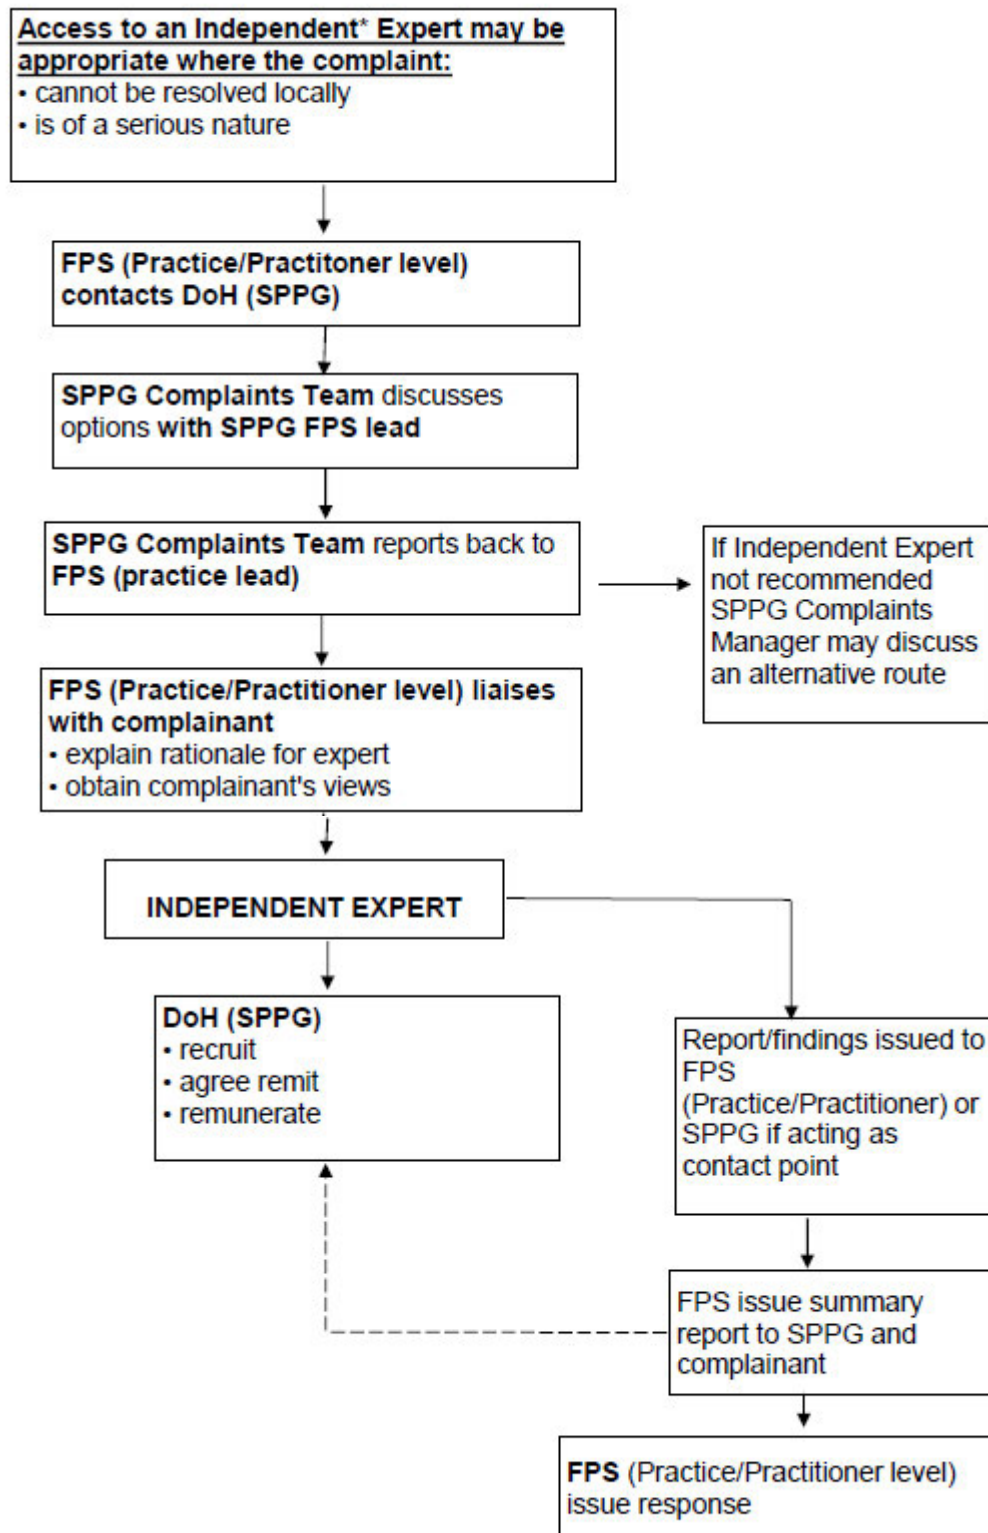 Access to an Independent* Expert may be
appropriate where the complaint:
• cannot be resolved locally
• is of a serious nature
FPS (Practice/Practitoner level)
contacts DoH (SPPG)
SPPG Complaints Team discusses
options with SPPG FPS lead
SPPG Complaints Team reports back to
FPS (practice lead)
If Independent Expert
not recommended
SPPG Complaints
Manager may discuss
an alternative route
FPS (Practice/Practitioner level) liaises
with complainant
• explain rationale for expert
• obtain complainant's views
INDEPENDENT EXPERT
DoH (SPPG)
• recruit
• agree remit
• remunerate
Report/findings issued to
FPS
(Practice/Practitioner) or
SPPG if acting as
contact point
FPS issue summary
report to SPPG and
complainant
FPS (Practice/Practitioner level)
issue response